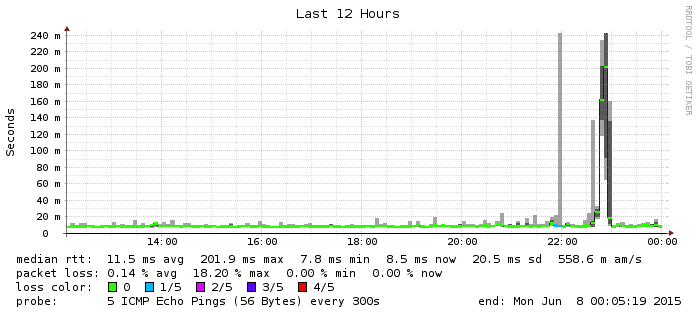 Last 12 Hours
RRDTOOL / TOBI OETIKER
Seconds
240 m
220 m
200 m
180 m
160 m
140 m
120 m
100 m
80 m
60 m
40 m
20 m
0
14:00 16:00 18:00 20:00 22:00 00:00
median rtt: 11.5 ms avg 201.9 ms max 7.8 ms min 8.5 ms now 20.5 ms sd 558.6 m am/s
packet loss: 0.14 % avg 18.20 % max 0.00 % min 0.00 % now
loss color: 0 1/5 2/5 3/5 4/5
probe: 5 ICMP Echo Pings (56 Bytes) every 300s end: Mon Jun 8 00:05:19 2015